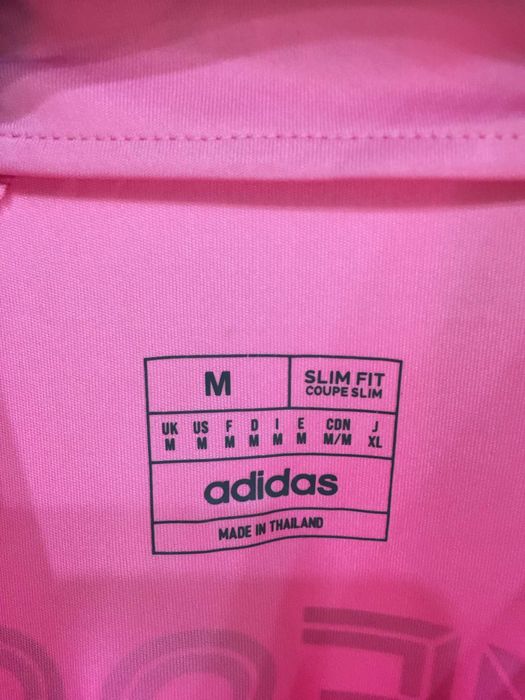 M
SLIM FIT
COUPE SLIM
UK US F D I E CDN J
M M M M M M M/M XL
adidas
MADE IN THAILAND